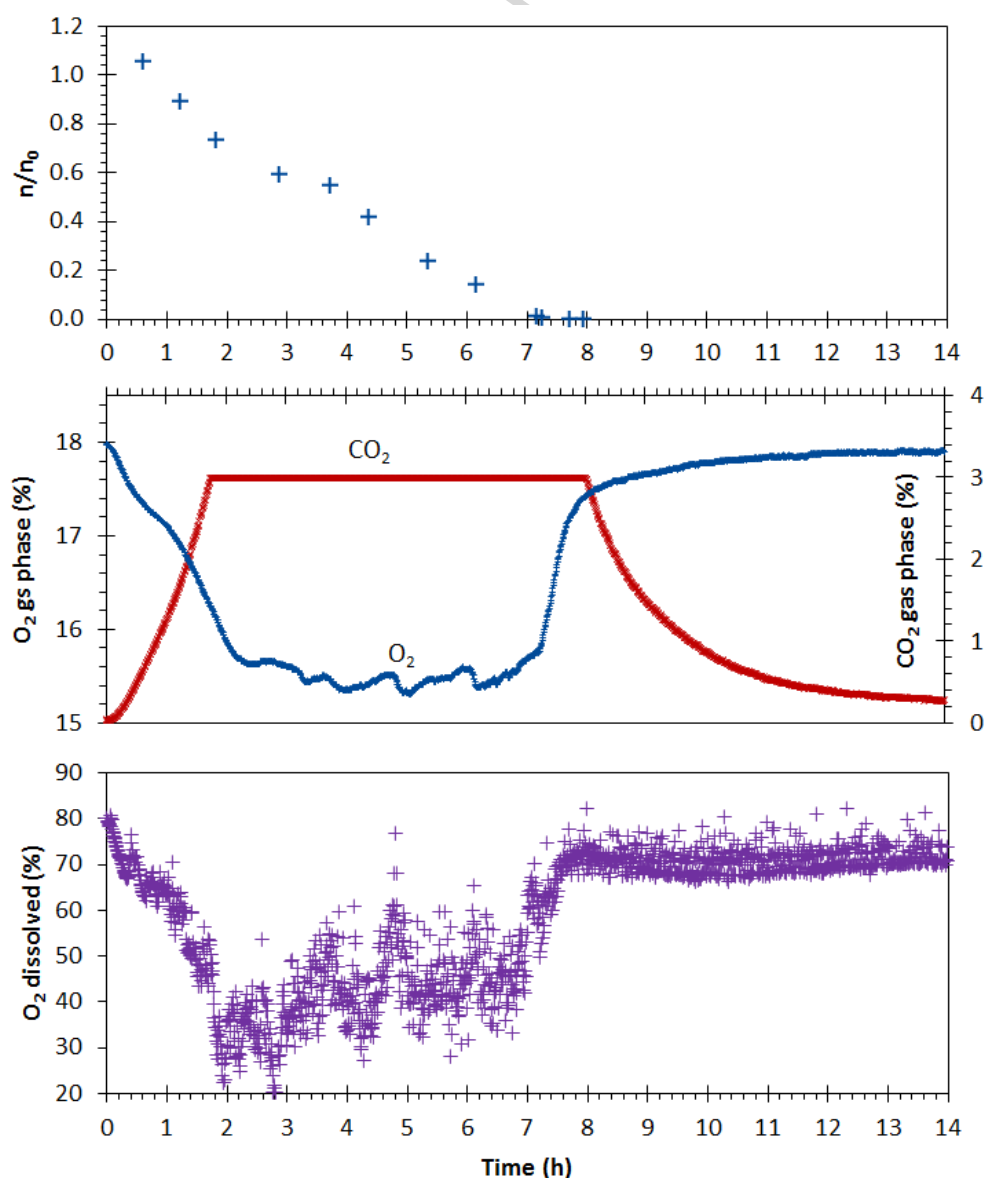 1.2
1.0
0.8
0.6
0.4
0.2
0.0
n/n₀
0 1 2 3 4 5 6 7 8 9 10 11 12 13 14
18
17
16
15
O₂ gs phase (%)
CO₂
O₂
4
3
2
1
0
CO₂ gas phase (%)
90
80
70
60
50
40
30
20
O₂ dissolved (%)
0 1 2 3 4 5 6 7 8 9 10 11 12 13 14
Time (h)